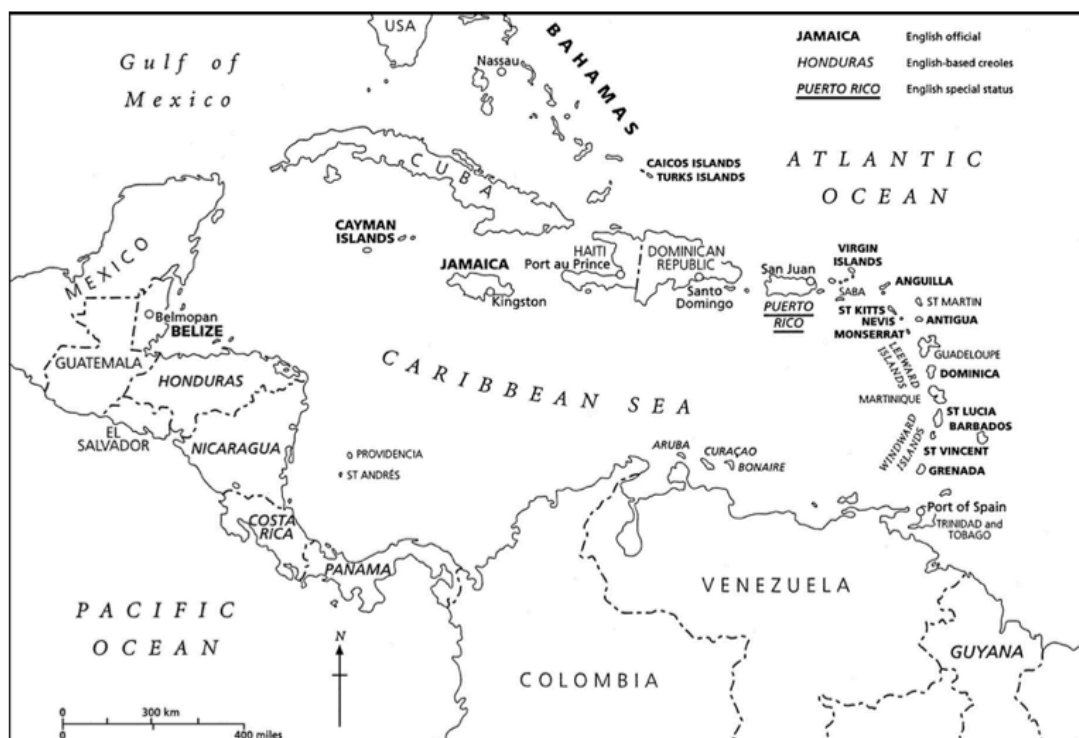 USA
BAHAMAS
JAMAICA English official
Gulf of
Mexico
Nassau
HONDURAS English-based creoles
PUERTO RICO English special status
CUBA
CAICOS ISLANDS
TURKS ISLANDS
ATLANTIC
OCEAN
CAYMAN
ISLANDS
MEXICO
JAMAICA
Kingston
HAITI
Port au Prince
DOMINICAN
REPUBLIC
Santo
Domingo
San Juan
PUERTO
RICO
VIRGIN
ISLANDS
SABA
ANGUILLA
ST MARTIN
ST KITTS
NEVIS
ANTIGUA
MONSERRAT
Belmopan
BELIZE
GUATEMALA
HONDURAS
CARIBBEAN SEA
LEEWARD
ISLANDS
GUADELOUPE
DOMINICA
MARTINIQUE
EL
SALVADOR
NICARAGUA
PROVIDENCIA
ST ANDRÉS
ARUBA
CURAÇAO
BONAIRE
WINDWARD
ISLANDS
ST LUCIA
BARBADOS
ST VINCENT
GRENADA
COSTA
RICA
PANAMA
Port of Spain
TRINIDAD and
TOBAGO
VENEZUELA
PACIFIC
OCEAN
N
COLOMBIA
GUYANA
0 300 km
0 400 miles